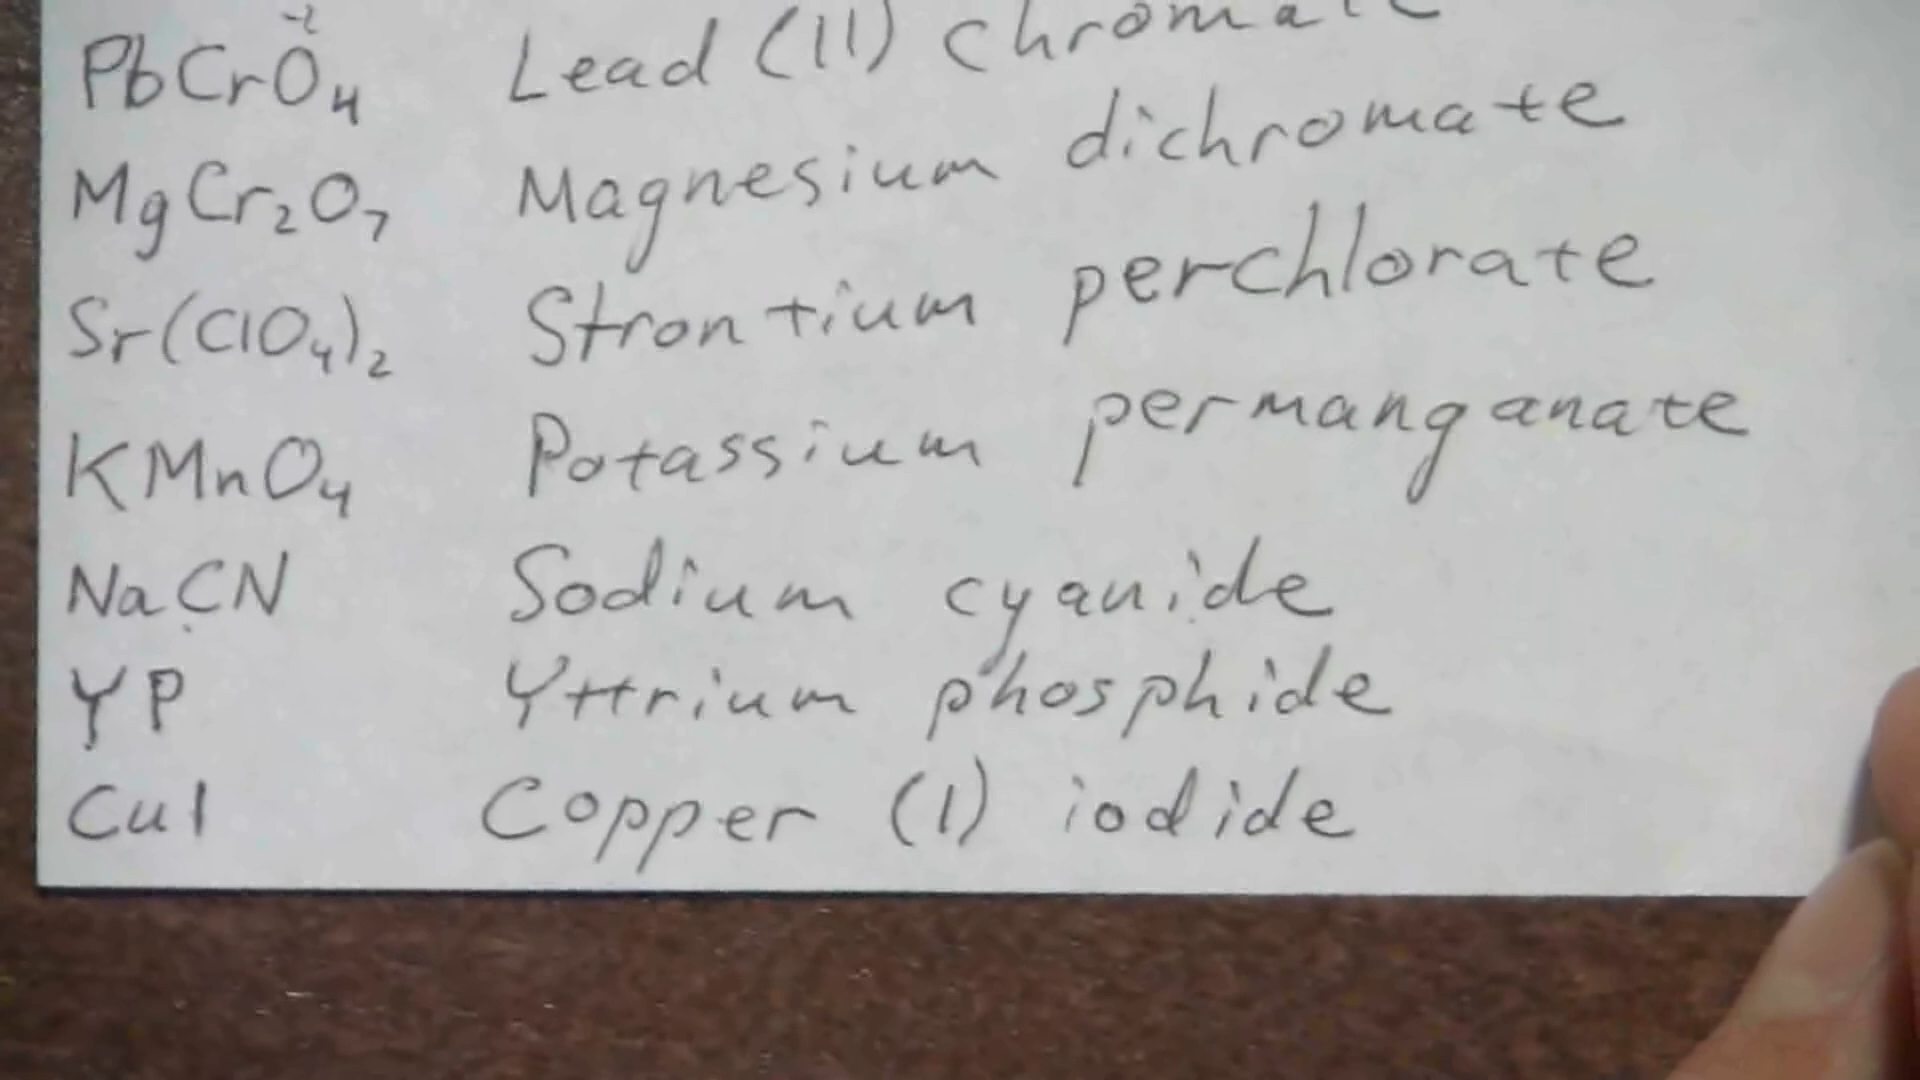 PbCrO₄⁻² Lead (II) chromate
MgCr₂O₇ Magnesium dichromate
Sr(ClO₄)₂ Strontium perchlorate
KMnO₄ Potassium permanganate
NaCN Sodium cyanide
YP Yttrium phosphide
CuI Copper (I) iodide